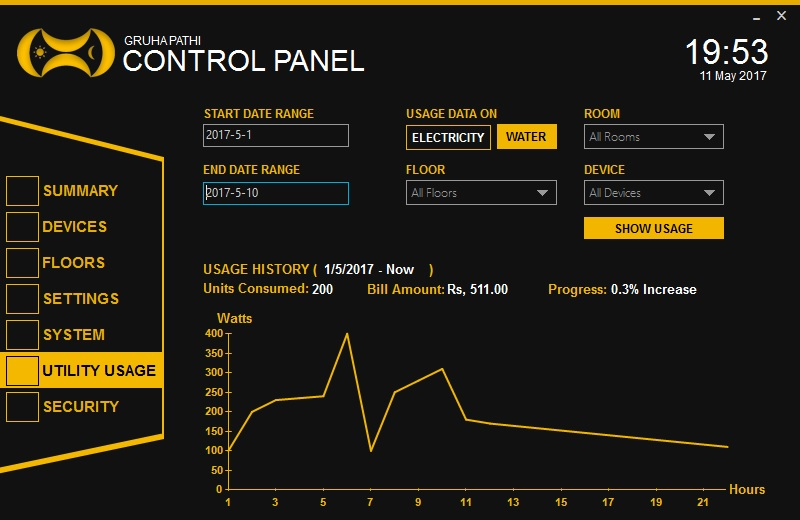 GRUHA PATHI
CONTROL PANEL
19:53
11 May 2017
START DATE RANGE
2017-5-1
USAGE DATA ON
ELECTRICITY WATER
ROOM
All Rooms
END DATE RANGE
2017-5-10
FLOOR
All Floors
DEVICE
All Devices
SHOW USAGE
SUMMARY
DEVICES
FLOORS
SETTINGS
SYSTEM
UTILITY USAGE
SECURITY
USAGE HISTORY ( 1/5/2017 - Now )
Units Consumed: 200 Bill Amount: Rs, 511.00 Progress: 0.3% Increase
Watts
400
350
300
250
200
150
100
50
0
1 3 5 7 9 11 13 15 17 19 21
Hours